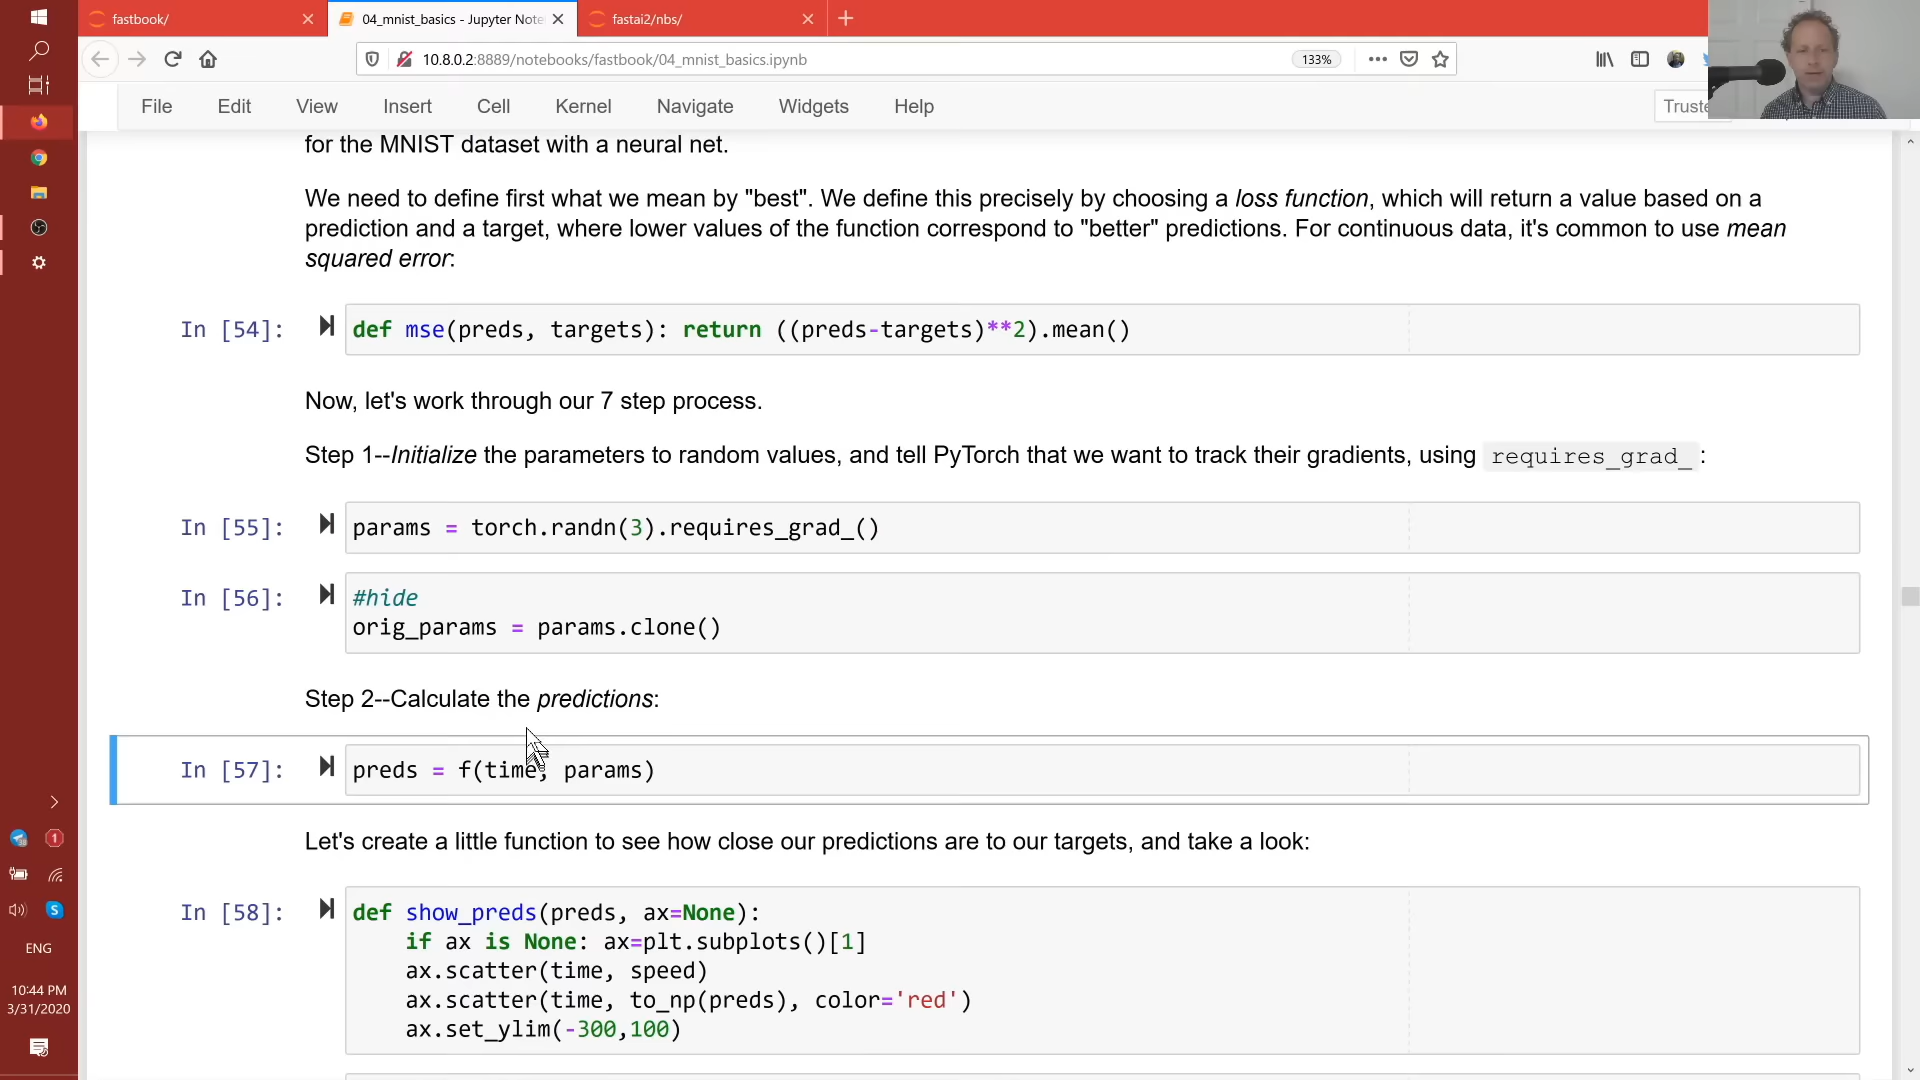 fastbook/
04_mnist_basics - Jupyter Note
fastai2/nbs/
10.8.0.2:8889/notebooks/fastbook/04_mnist_basics.ipynb
133%
File Edit View Insert Cell Kernel Navigate Widgets Help
Truste
for the MNIST dataset with a neural net.
We need to define first what we mean by "best". We define this precisely by choosing a loss function, which will return a value based on a
prediction and a target, where lower values of the function correspond to "better" predictions. For continuous data, it's common to use mean
squared error:
In [54]: def mse(preds, targets): return ((preds-targets)**2).mean()
Now, let's work through our 7 step process.
Step 1--Initialize the parameters to random values, and tell PyTorch that we want to track their gradients, using requires_grad_ :
In [55]: params = torch.randn(3).requires_grad_()
In [56]: #hide
orig_params = params.clone()
Step 2--Calculate the predictions:
In [57]: preds = f(time, params)
Let's create a little function to see how close our predictions are to our targets, and take a look:
In [58]: def show_preds(preds, ax=None):
if ax is None: ax=plt.subplots()[1]
ax.scatter(time, speed)
ax.scatter(time, to_np(preds), color='red')
ax.set_ylim(-300,100)
1
ENG
10:44 PM
3/31/2020